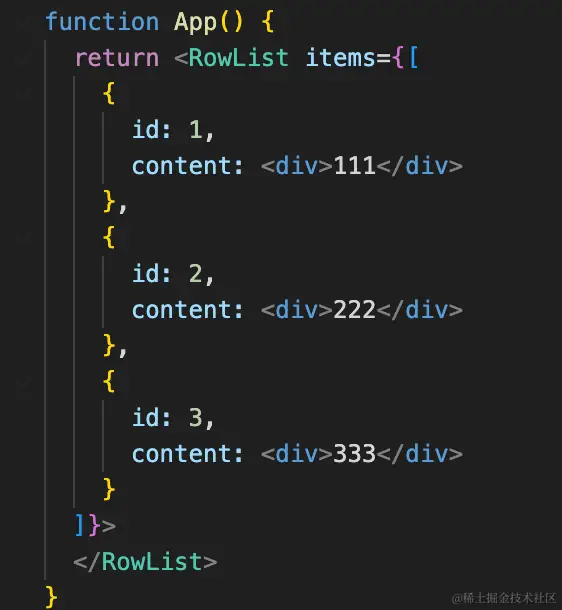 function App() {
  return <RowList items={[
    {
      id: 1,
      content: <div>111</div>
    },
    {
      id: 2,
      content: <div>222</div>
    },
    {
      id: 3,
      content: <div>333</div>
    }
  ]}>
  </RowList>
}
@稀土掘金技术社区